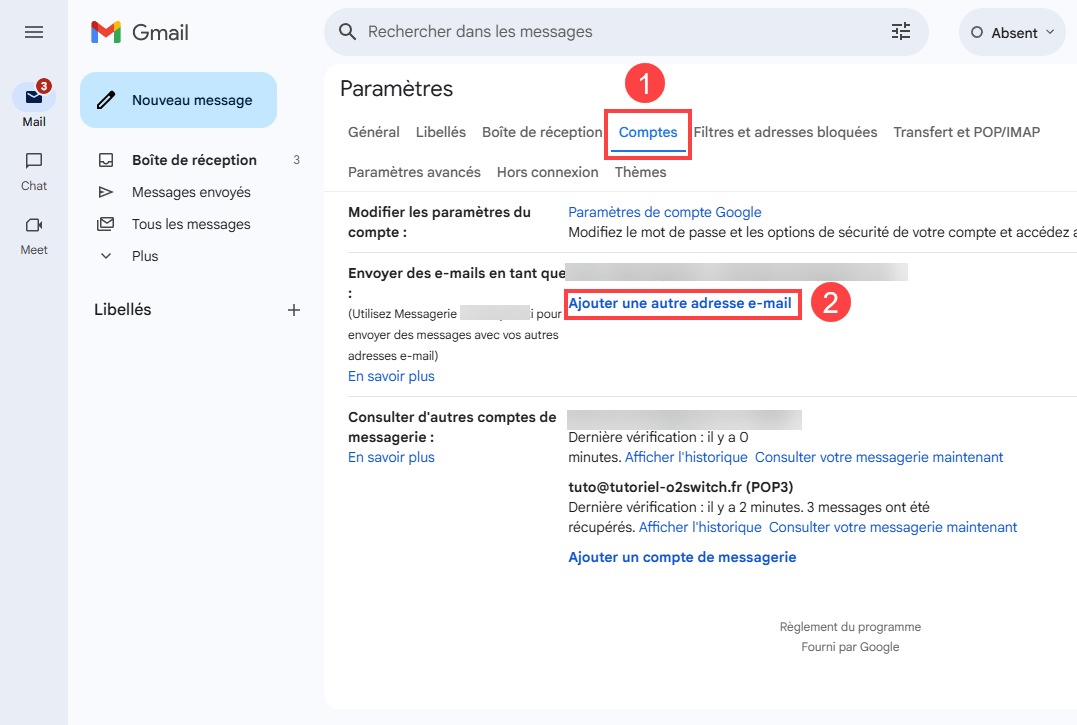 Gmail
Rechercher dans les messages
Absent
3
Mail
Chat
Meet
Nouveau message
Boîte de réception 3
Messages envoyés
Tous les messages
Plus
Libellés
Paramètres
1
Général Libellés Boîte de réception Comptes Filtres et adresses bloquées Transfert et POP/IMAP
Paramètres avancés Hors connexion Thèmes
Modifier les paramètres du
compte :
Paramètres de compte Google
Modifiez le mot de passe et les options de sécurité de votre compte et accédez a
Envoyer des e-mails en tant que
:
(Utilisez Messagerie i pour
envoyer des messages avec vos autres
adresses e-mail)
En savoir plus
Ajouter une autre adresse e-mail
2
Consulter d'autres comptes de
messagerie :
En savoir plus
Dernière vérification : il y a 0
minutes. Afficher l'historique Consulter votre messagerie maintenant
tuto@tutoriel-o2switch.fr (POP3)
Dernière vérification : il y a 2 minutes. 3 messages ont été
récupérés. Afficher l'historique Consulter votre messagerie maintenant
Ajouter un compte de messagerie
Règlement du programme
Fourni par Google